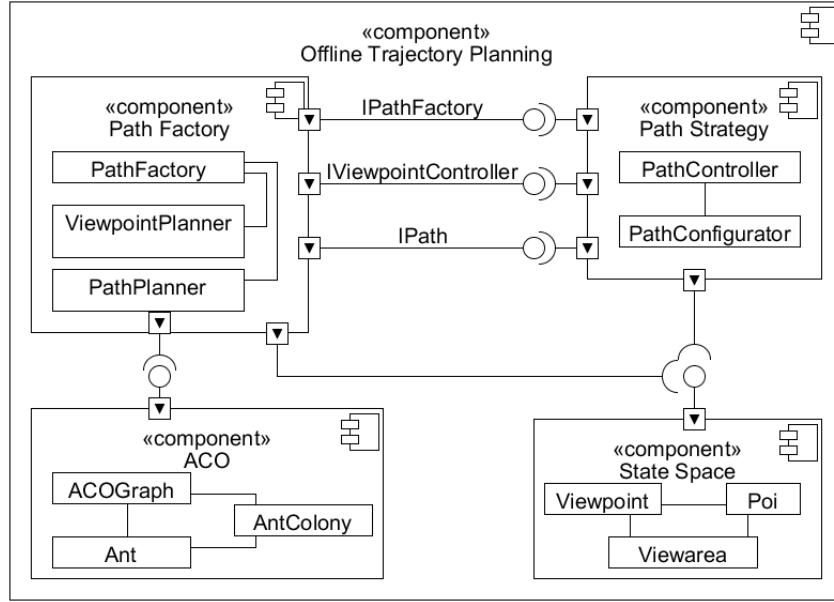 «component»
Offline Trajectory Planning
«component»
Path Factory
PathFactory
ViewpointPlanner
PathPlanner
IPathFactory
IViewpointController
IPath
«component»
Path Strategy
PathController
PathConfigurator
«component»
ACO
ACOGraph
AntColony
Ant
«component»
State Space
Viewpoint
Poi
Viewarea